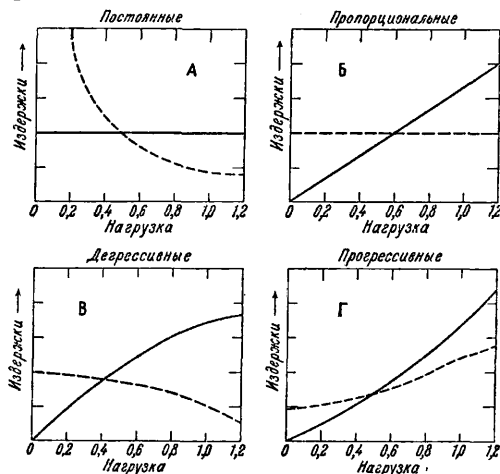 Постоянные
Издержки
А
0 0,2 0,4 0,6 0,8 1,0 1,2
Нагрузка
Пропорциональные
Издержки
Б
0 0,2 0,4 0,6 0,8 1,0 1,2
Нагрузка
Дегрессивные
Издержки
В
0 0,2 0,4 0,6 0,8 1,0 1,2
Нагрузка
Прогрессивные
Издержки
Г
0 0,2 0,4 0,6 0,8 1,0 1,2
Нагрузка